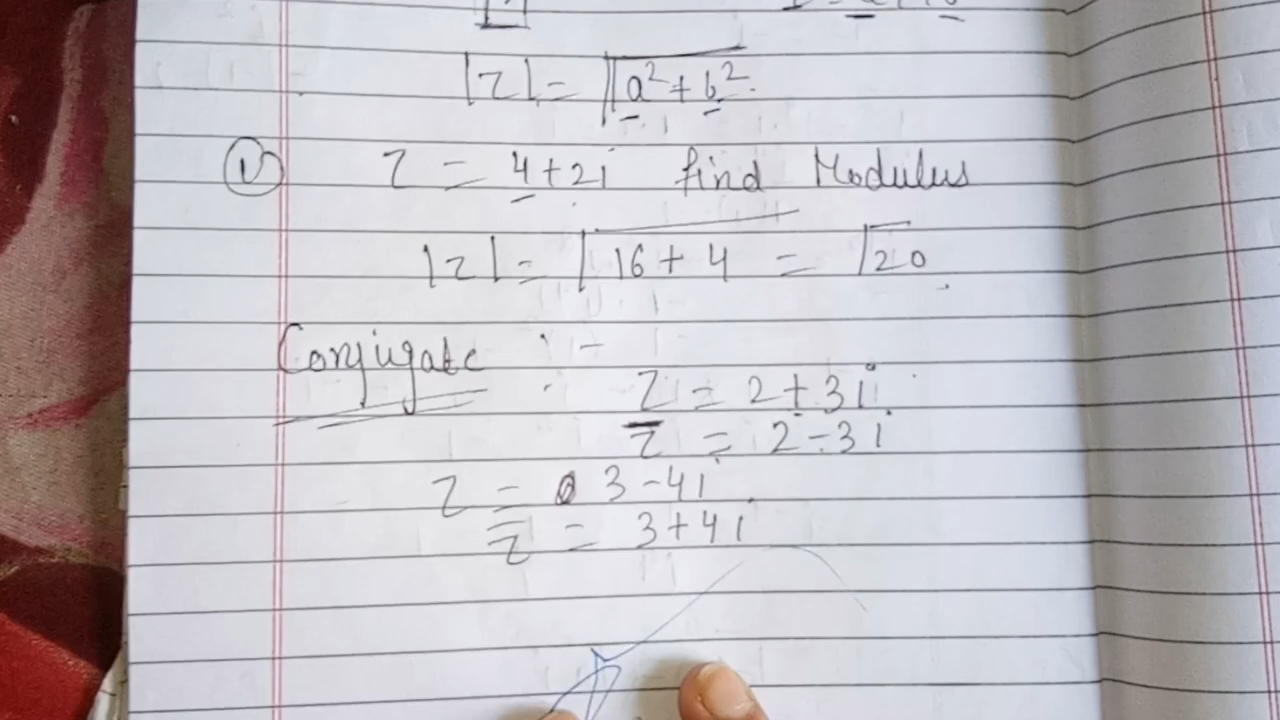 |z| = √a² + b²
① z = 4 + 2i find Modulus
|z| = √16 + 4 = √20
Conjugate :-
z = 2 + 3i
z̅ = 2 - 3i
z = 3 - 4i
z̅ = 3 + 4i